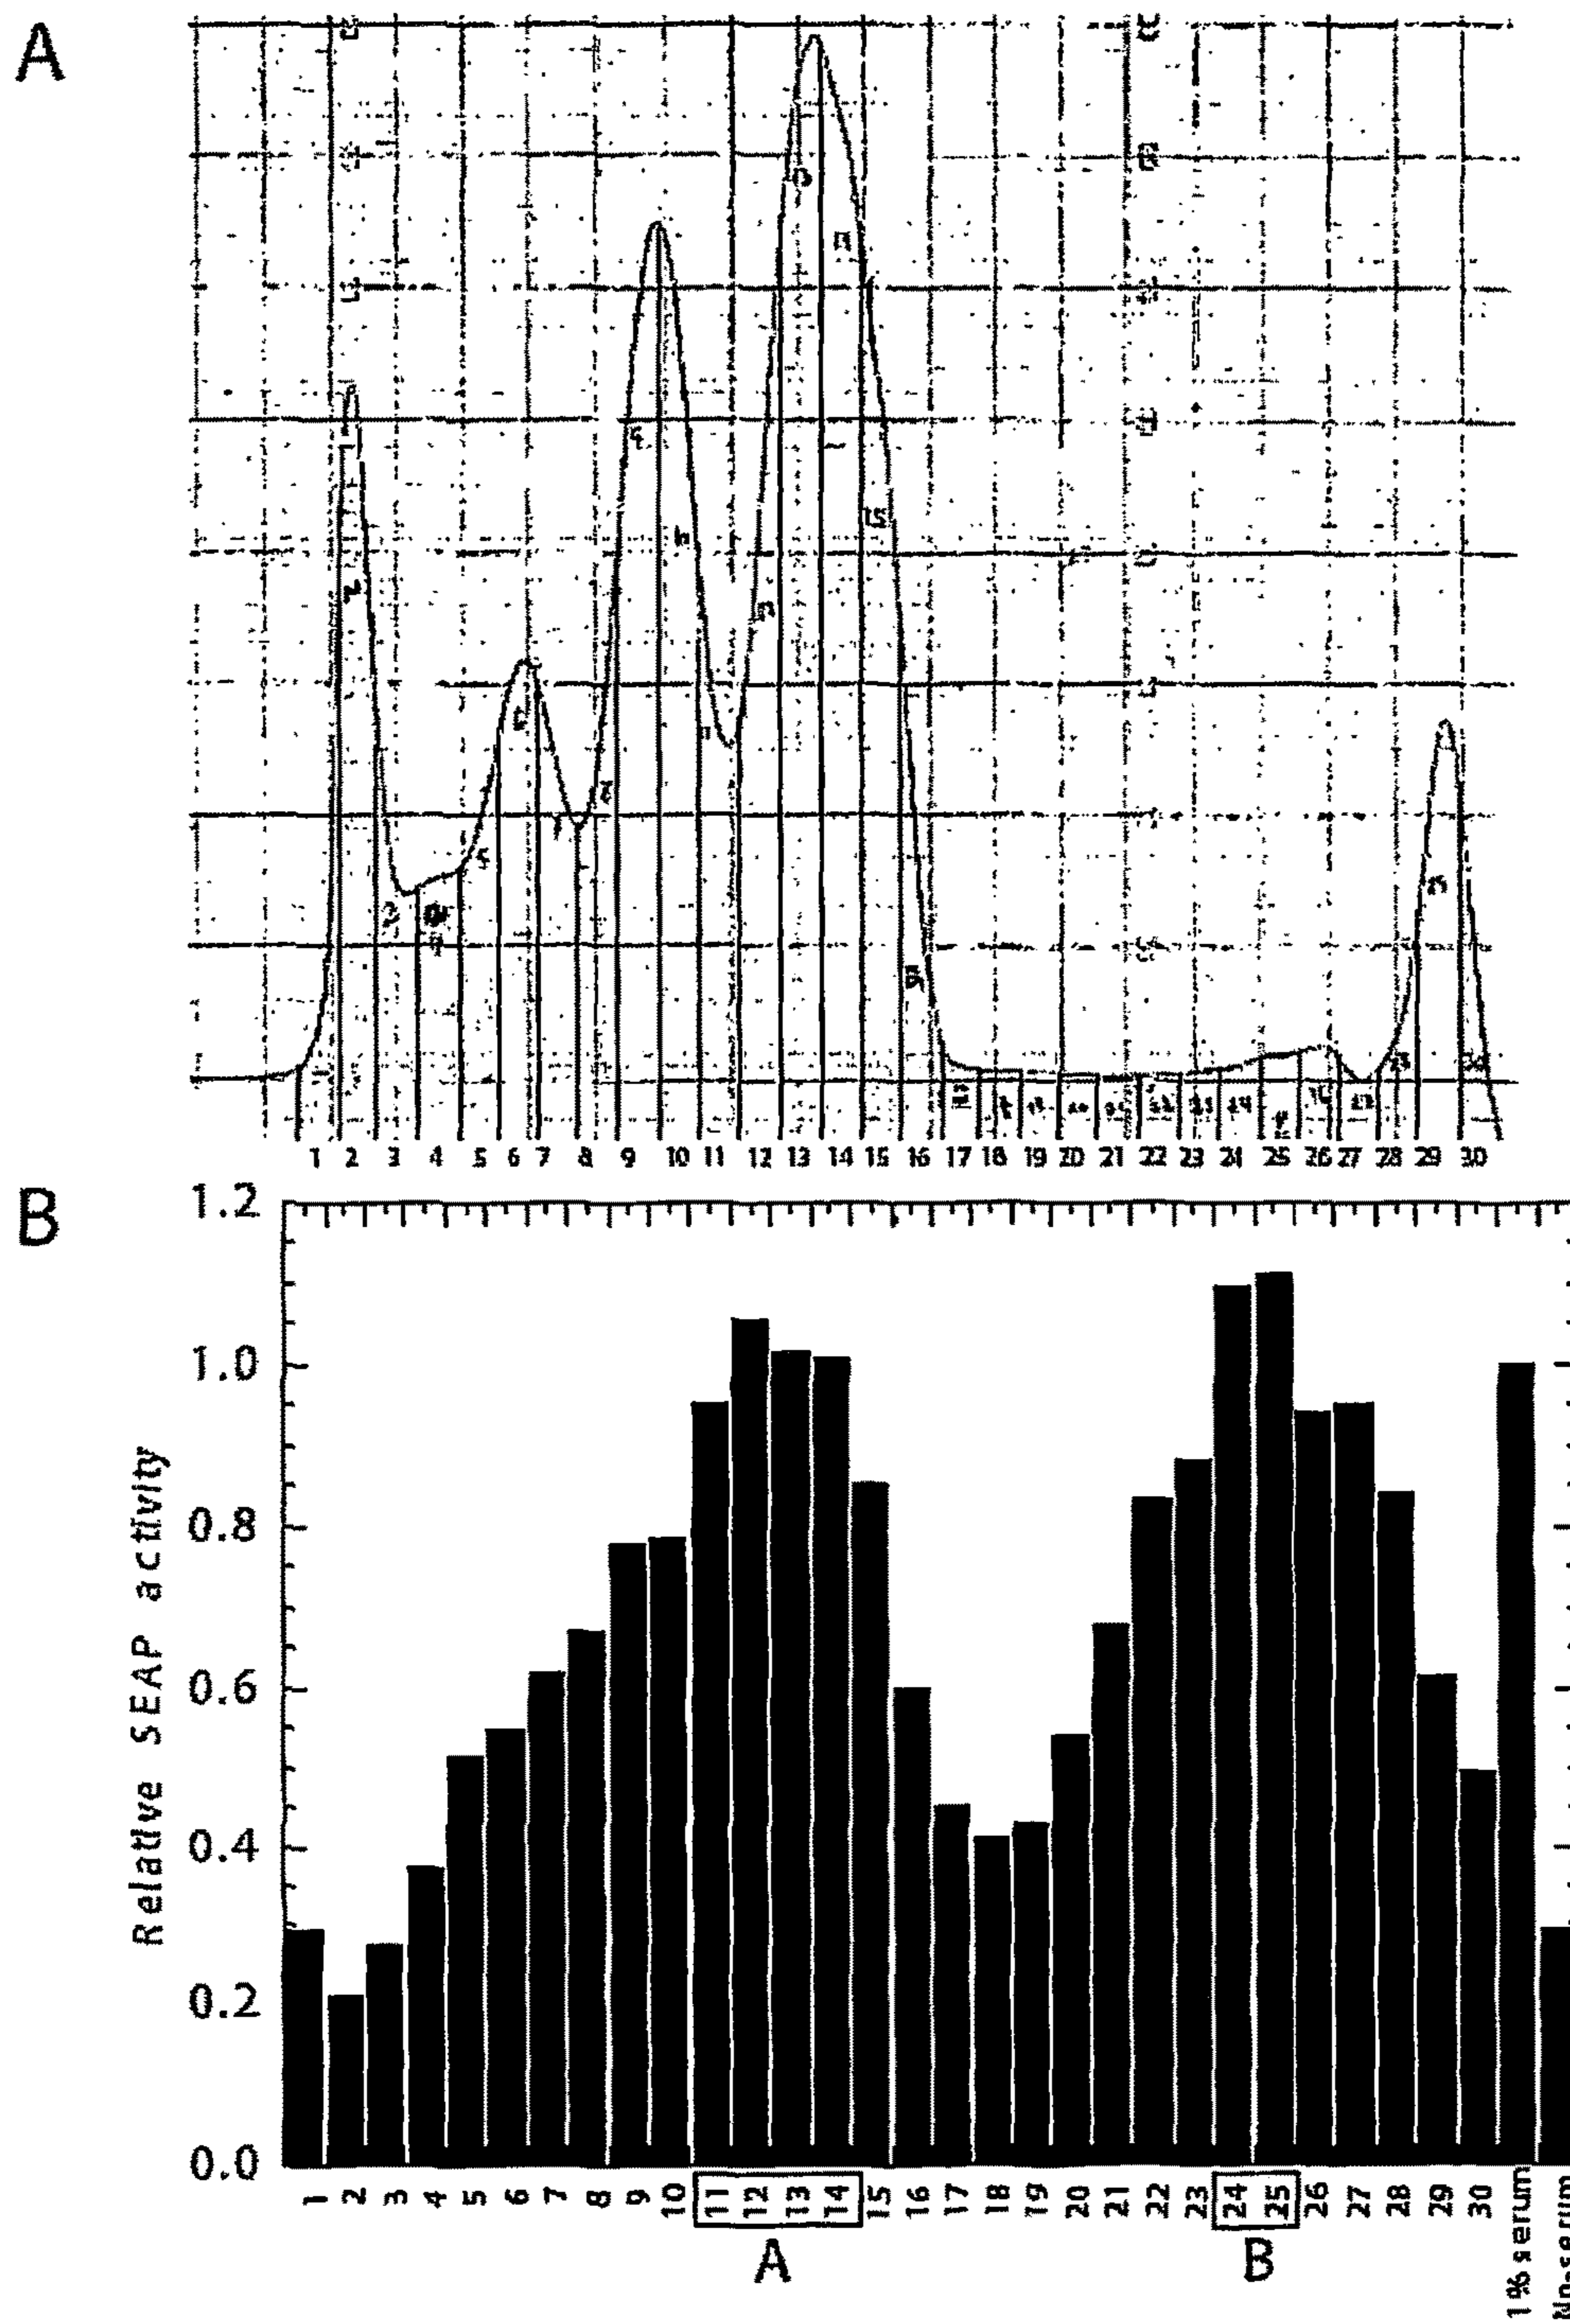 A
1 2 3 4 5 6 7 8 9 10 11 12 13 14 15 16 17 18 19 20 21 22 23 24 25 26 27 28 29 30
B
1.2
1.0
0.8
0.6
0.4
0.2
0.0
Relative SEAP activity
1 2 3 4 5 6 7 8 9 10 11 12 13 14 15 16 17 18 19 20 21 22 23 24 25 26 27 28 29 30 1% serum No-serum
A B